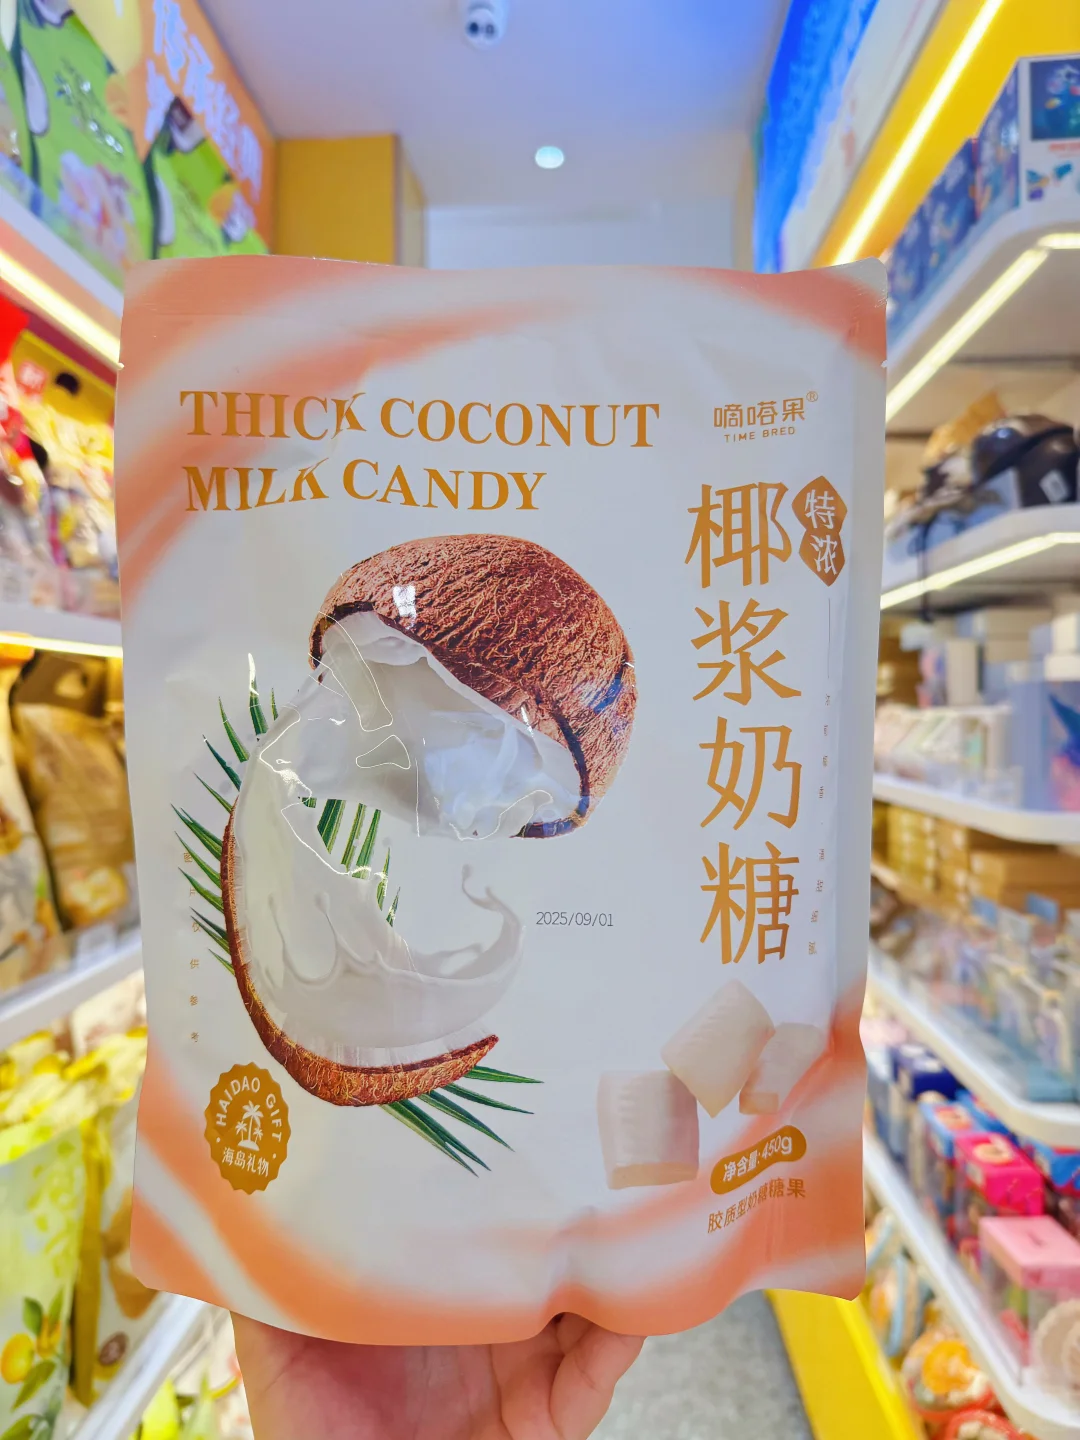 THICK COCONUT
MILK CANDY
嘀嗒果®
TIME BRED
特浓
椰浆奶糖
2025/09/01
HAIDAO GIFT
海岛礼物
净含量:450g
胶质型奶糖糖果